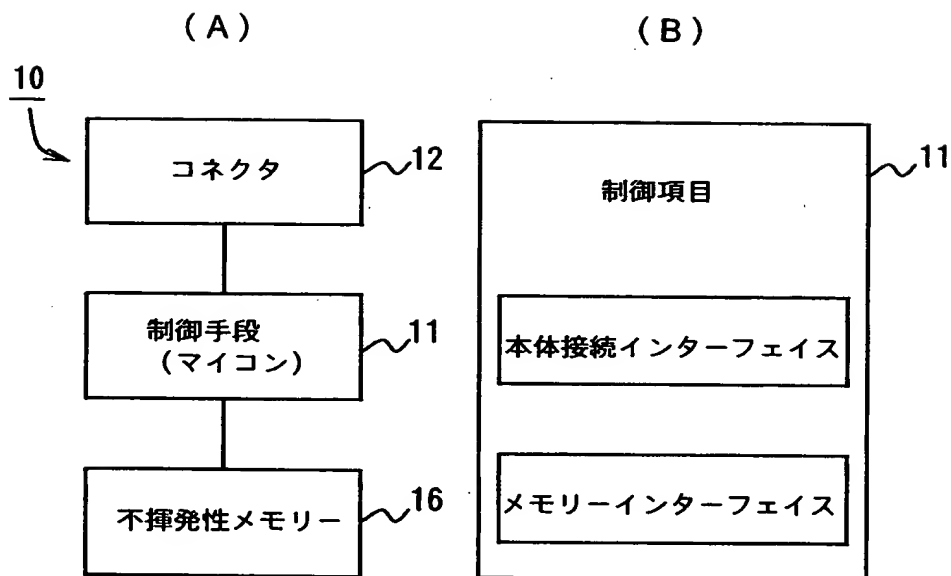 (A)
10
コネクタ
12
制御手段
(マイコン)
11
不揮発性メモリー
16
(B)
11
制御項目
本体接続インターフェイス
メモリーインターフェイス